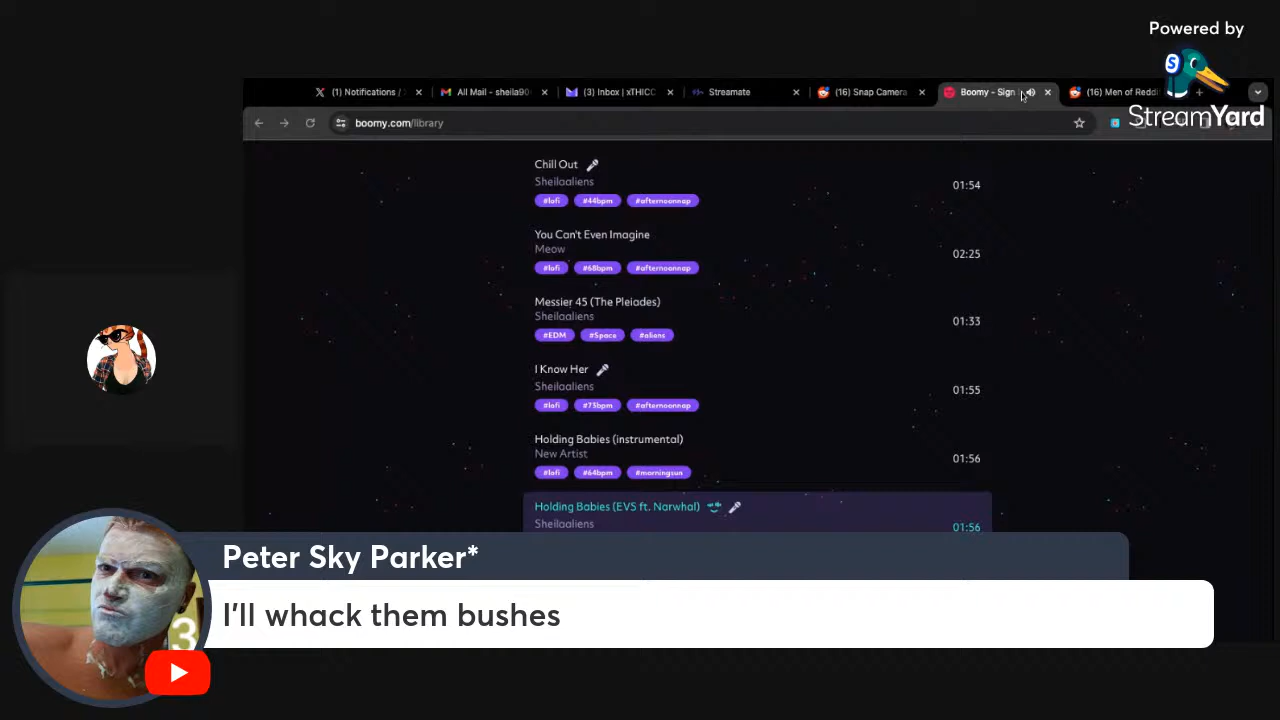 Powered by
StreamYard
(1) Notifications /
All Mail - sheila90
(3) Inbox | xTHICC
Streamate
(16) Snap Camera
Boomy - Sign
(16) Men of Reddi
boomy.com/library
Chill Out
Sheilaaliens
01:54
#lofi #44bpm #afternoonnap
You Can't Even Imagine
Meow
02:25
#lofi #68bpm #afternoonnap
Messier 45 (The Pleiades)
Sheilaaliens
01:33
#EDM #Space #aliens
I Know Her
Sheilaaliens
01:55
#lofi #75bpm #afternoonnap
Holding Babies (instrumental)
New Artist
01:56
#lofi #64bpm #morningsun
Holding Babies (EVS ft. Narwhal)
Sheilaaliens
01:56
Peter Sky Parker*
I'll whack them bushes
3